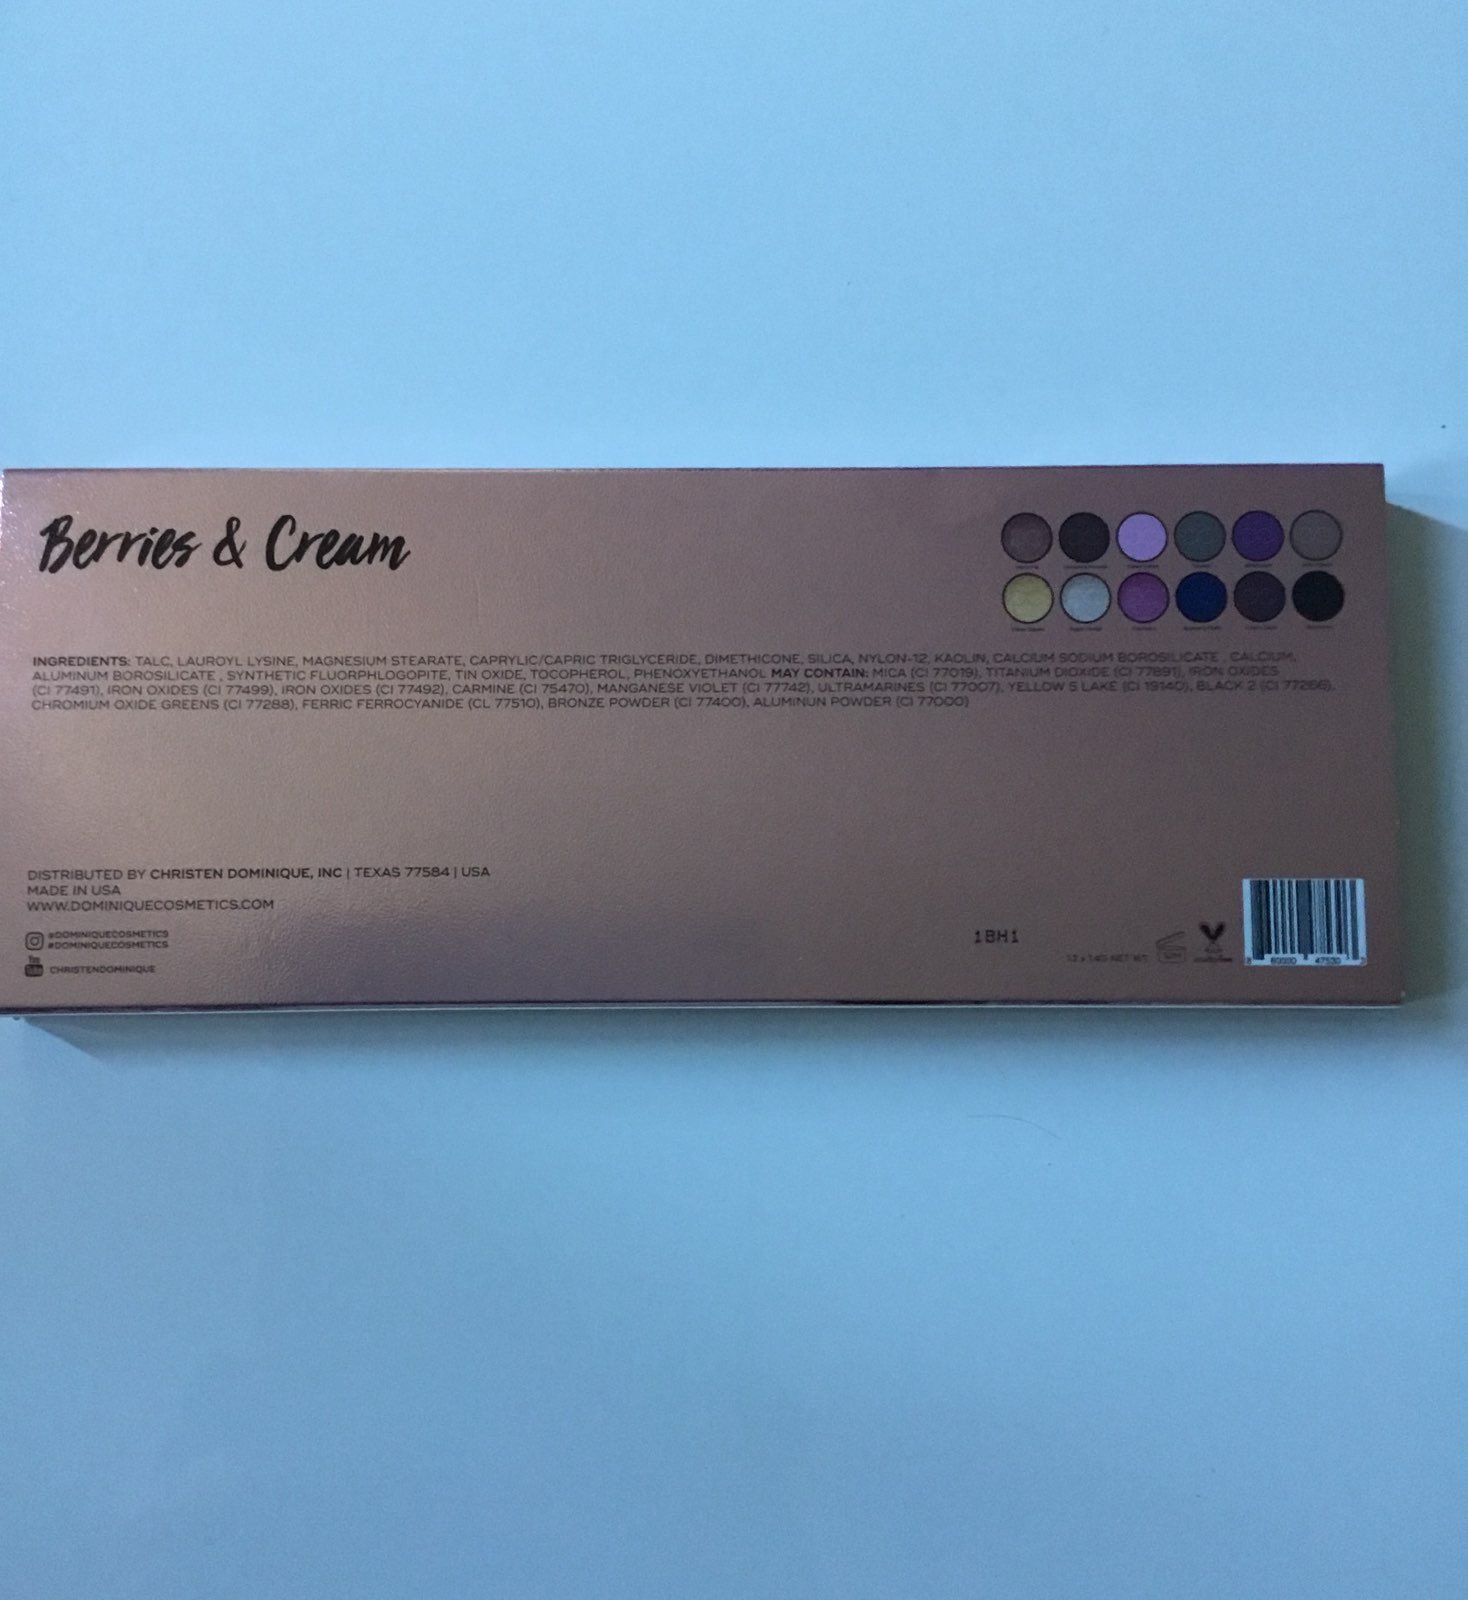 Berries & Cream
INGREDIENTS: TALC, LAUROYL LYSINE, MAGNESIUM STEARATE, CAPRYLIC/CAPRIC TRIGLYCERIDE, DIMETHICONE, SILICA, NYLON-12, KAOLIN, CALCIUM SODIUM BOROSILICATE , CALCIUM,
ALUMINUM BOROSILICATE , SYNTHETIC FLUORPHLOGOPITE, TIN OXIDE, TOCOPHEROL, PHENOXYETHANOL MAY CONTAIN: MICA (CI 77019), TITANIUM DIOXIDE (CI 77891), IRON OXIDES
(CI 77491), IRON OXIDES (CI 77499), IRON OXIDES (CI 77492), CARMINE (CI 75470), MANGANESE VIOLET (CI 77742), ULTRAMARINES (CI 77007), YELLOW 5 LAKE (CI 19140), BLACK 2 (CI 77266),
CHROMIUM OXIDE GREENS (CI 77288), FERRIC FERROCYANIDE (CL 77510), BRONZE POWDER (CI 77400), ALUMINUN POWDER (CI 77000)
DISTRIBUTED BY CHRISTEN DOMINIQUE, INC | TEXAS 77584 | USA
MADE IN USA
WWW.DOMINIQUECOSMETICS.COM
@DOMINIQUECOSMETICS
#DOMINIQUECOSMETICS
You Tube CHRISTENDOMINIQUE
1BH1
NET WT.